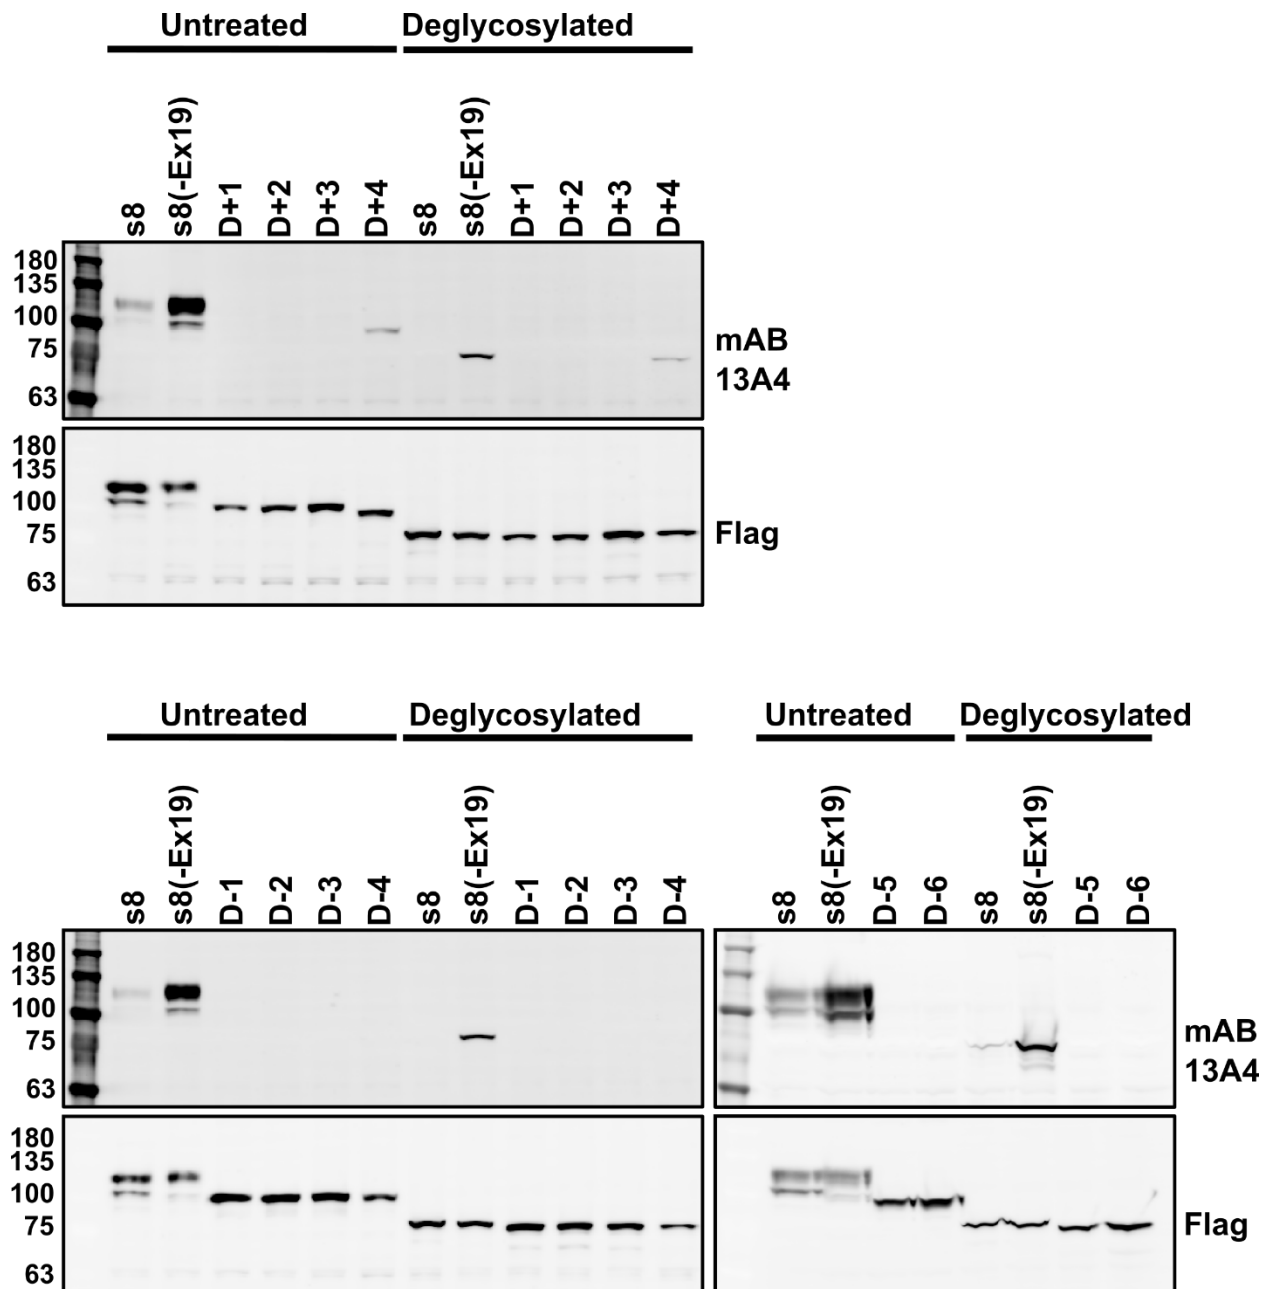 Untreated Deglycosylated
s8 s8(-Ex19) D+1 D+2 D+3 D+4 s8 s8(-Ex19) D+1 D+2 D+3 D+4
180
135
100
75
63
mAB
13A4
180
135
100
75
63
Flag
Untreated Deglycosylated Untreated Deglycosylated
s8 s8(-Ex19) D-1 D-2 D-3 D-4 s8 s8(-Ex19) D-1 D-2 D-3 D-4 s8 s8(-Ex19) D-5 D-6 s8 s8(-Ex19) D-5 D-6
180
135
100
75
63
mAB
13A4
180
135
100
75
63
Flag